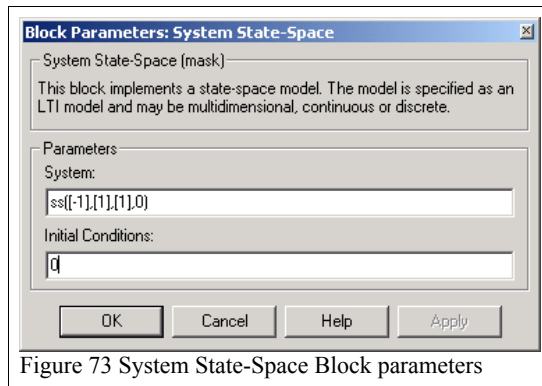 Block Parameters: System State-Space
System State-Space (mask)
This block implements a state-space model. The model is specified as an
LTI model and may be multidimensional, continuous or discrete.
Parameters
System:
ss([-1],[1],[1],0)
Initial Conditions:
0
OK Cancel Help Apply
Figure 73 System State-Space Block parameters